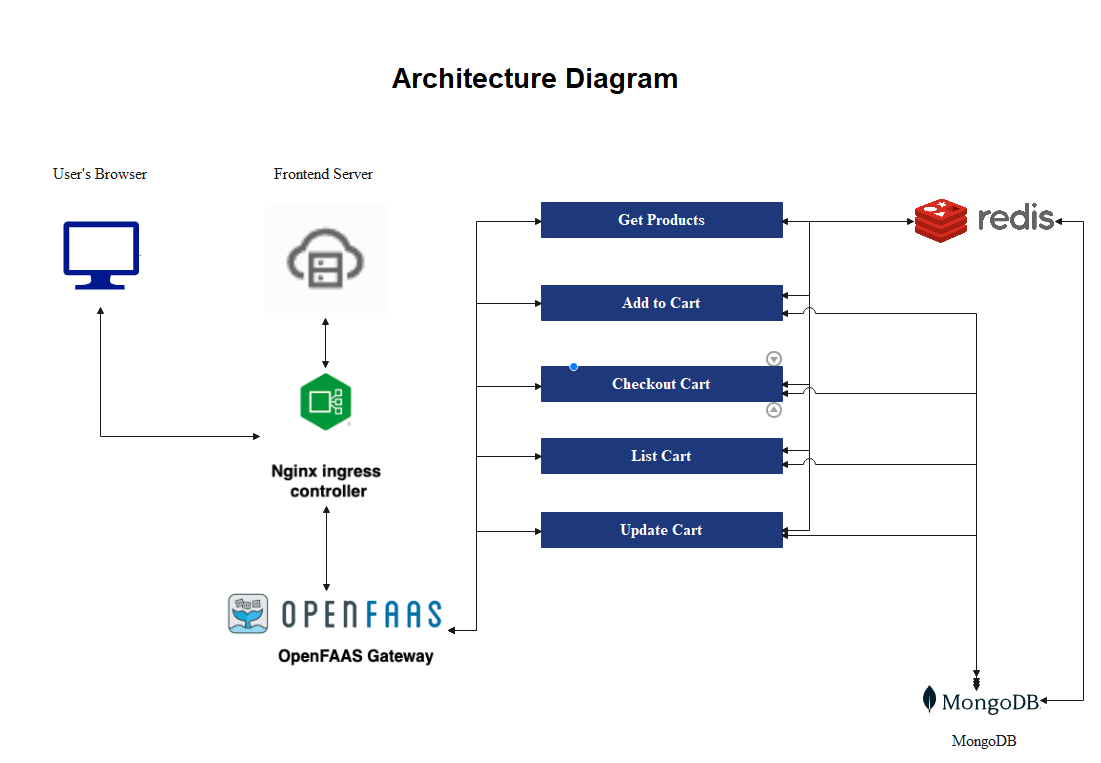 Architecture Diagram
User's Browser
Frontend Server
Get Products
redis
Add to Cart
Checkout Cart
Nginx ingress
controller
List Cart
Update Cart
OPENFAAS
OpenFAAS Gateway
MongoDB
MongoDB